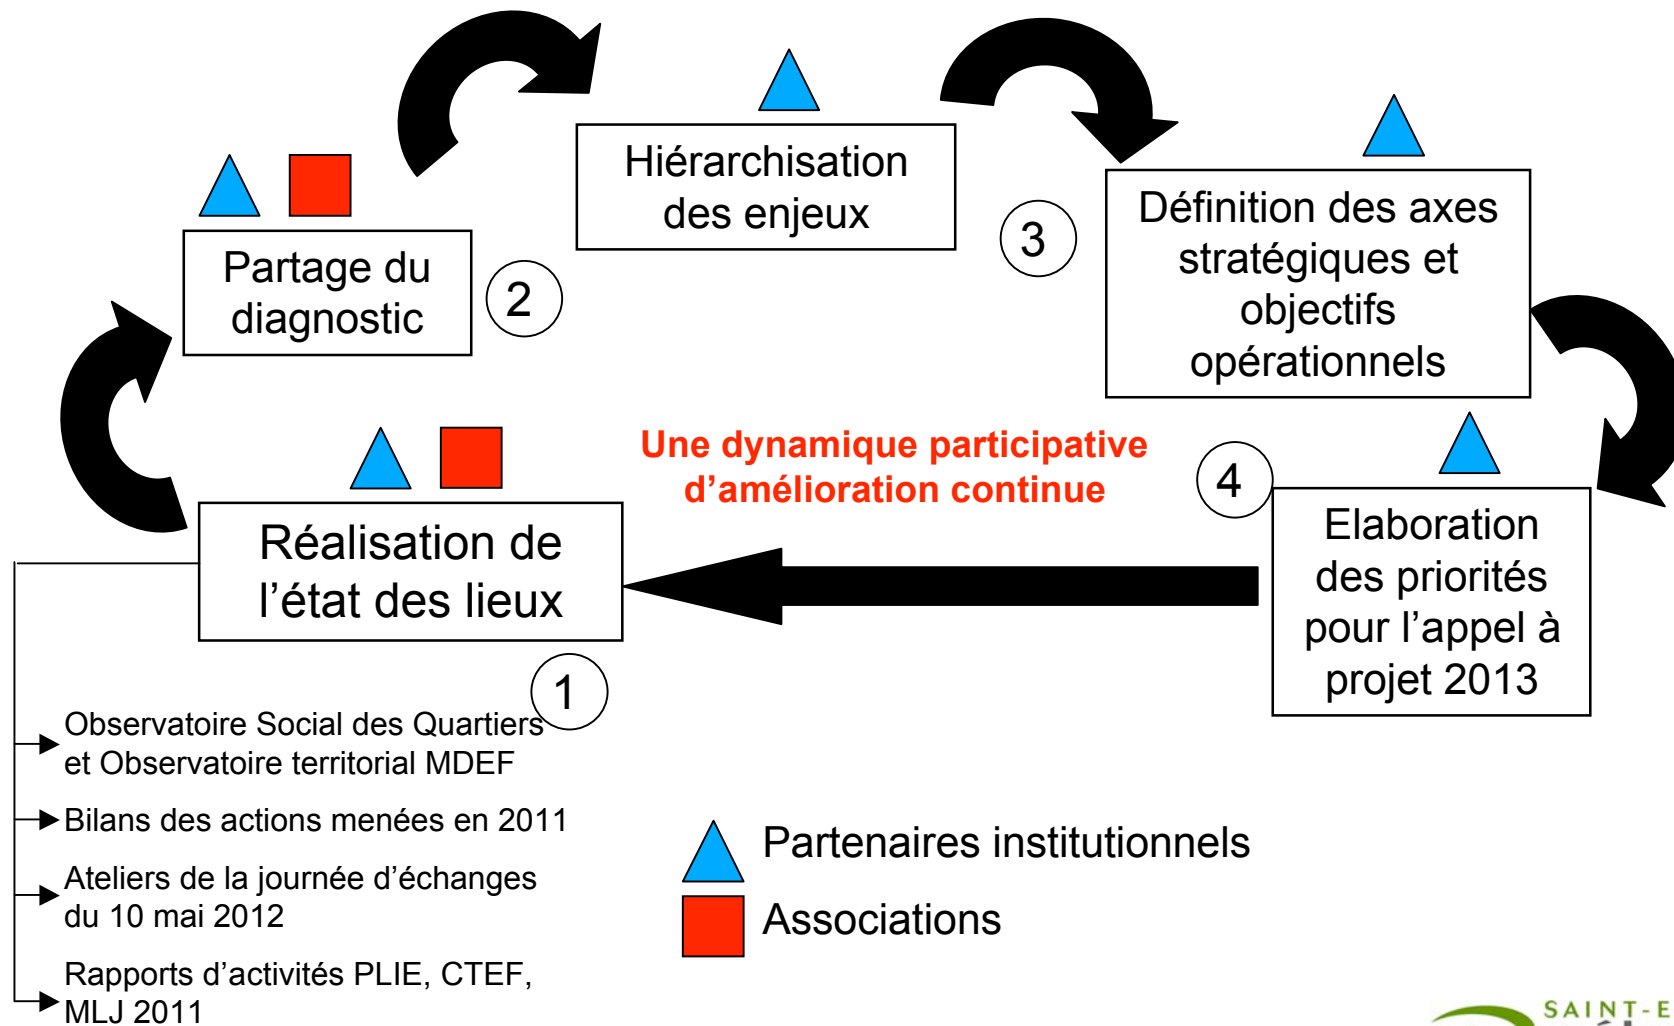 Hiérarchisation
des enjeux
Partage du
diagnostic
2
3
Définition des axes
stratégiques et
objectifs
opérationnels
Une dynamique participative
d’amélioration continue
4
Réalisation de
l’état des lieux
1
Elaboration
des priorités
pour l’appel à
projet 2013
Observatoire Social des Quartiers
et Observatoire territorial MDEF
Bilans des actions menées en 2011
Ateliers de la journée d’échanges
du 10 mai 2012
Rapports d’activités PLIE, CTEF,
MLJ 2011
Partenaires institutionnels
Associations
SAINT-E